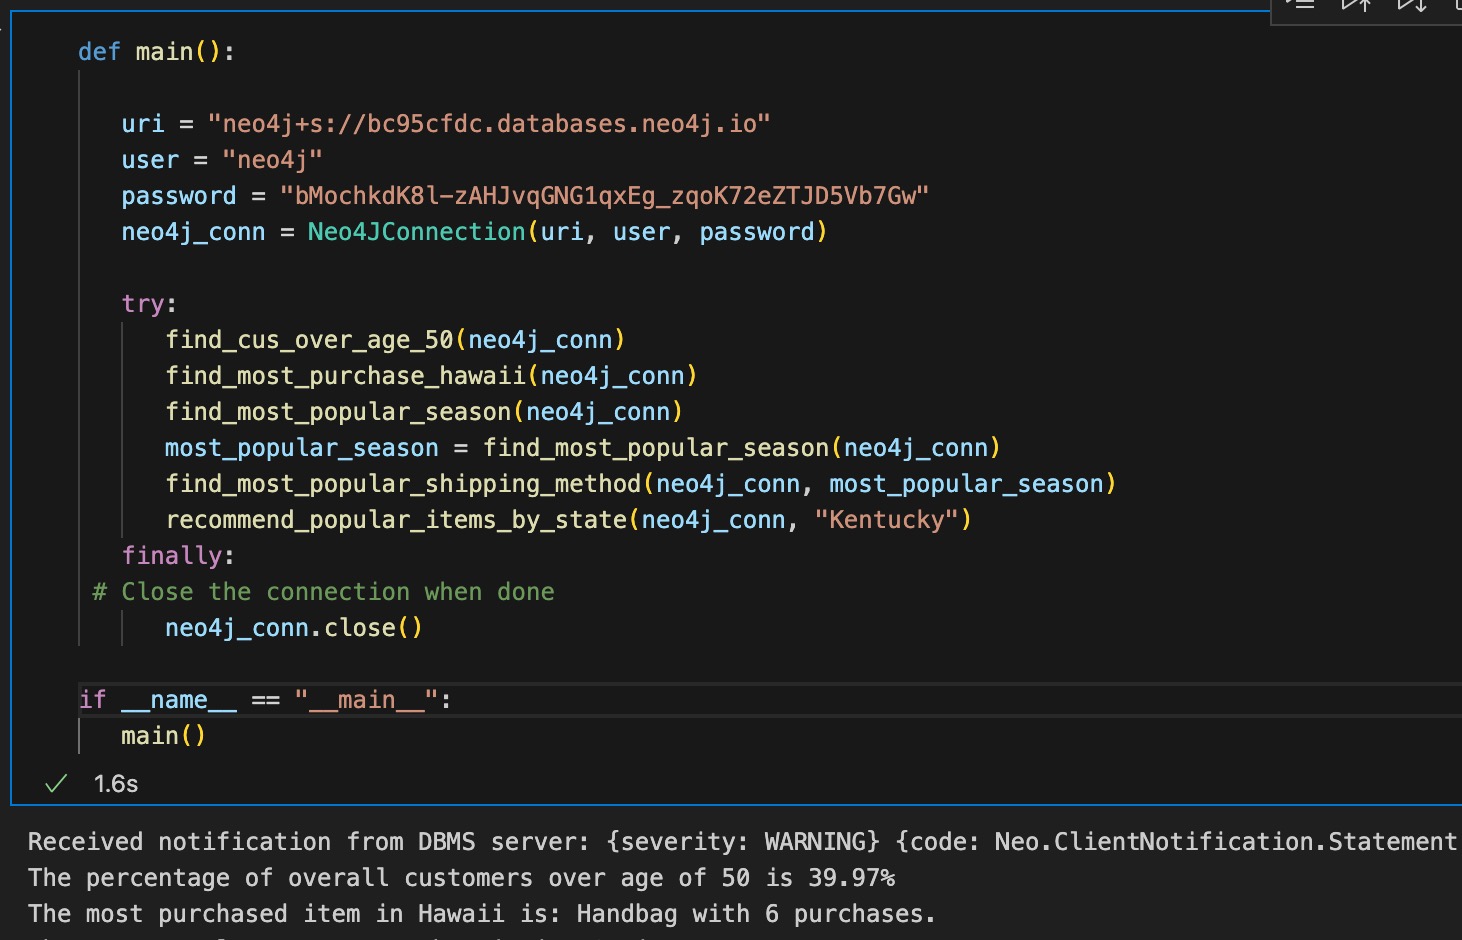 def main():
uri = "neo4j+s://bc95cfdc.databases.neo4j.io"
user = "neo4j"
password = "bMochkdK8l-zAHJvqGNG1qxEg_zqoK72eZTJD5Vb7Gw"
neo4j_conn = Neo4JConnection(uri, user, password)
try:
find_cus_over_age_50(neo4j_conn)
find_most_purchase_hawaii(neo4j_conn)
find_most_popular_season(neo4j_conn)
most_popular_season = find_most_popular_season(neo4j_conn)
find_most_popular_shipping_method(neo4j_conn, most_popular_season)
recommend_popular_items_by_state(neo4j_conn, "Kentucky")
finally:
# Close the connection when done
neo4j_conn.close()
if __name__ == "__main__":
main()
1.6s
Received notification from DBMS server: {severity: WARNING} {code: Neo.ClientNotification.Statement
The percentage of overall customers over age of 50 is 39.97%
The most purchased item in Hawaii is: Handbag with 6 purchases.